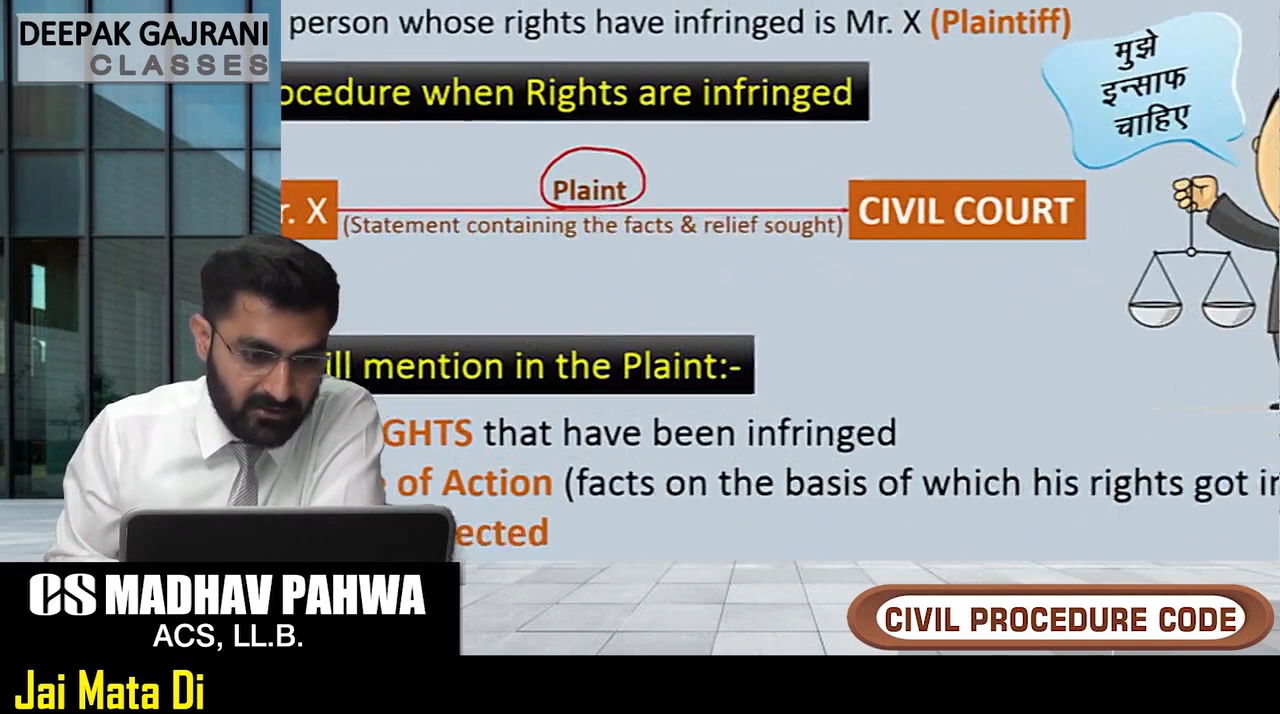 DEEPAK GAJRANI
CLASSES
person whose rights have infringed is Mr. X (Plaintiff)
मुझे
इन्साफ
चाहिए
ocedure when Rights are infringed
Plaint
r. X
(Statement containing the facts & relief sought)
CIVIL COURT
ill mention in the Plaint:-
GHTS that have been infringed
of Action (facts on the basis of which his rights got in
ected
CS MADHAV PAHWA
ACS, LL.B.
CIVIL PROCEDURE CODE
Jai Mata Di